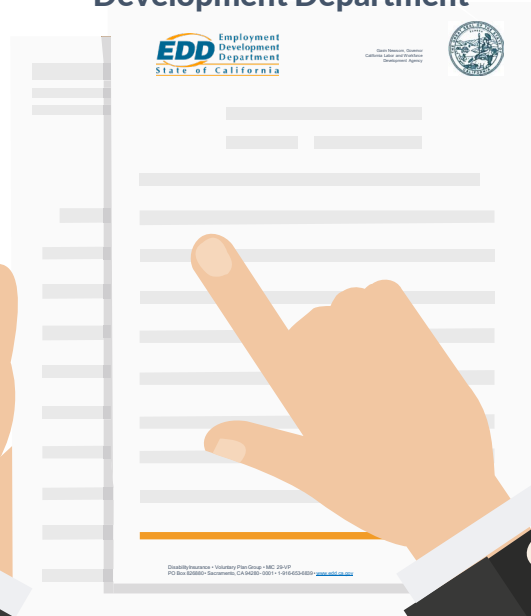 Development Department
EDD Employment
Development
Department
State of California
Gavin Newsom, Governor
California Labor and Workforce
Development Agency
Disability Insurance • Voluntary Plan Group • MIC 29-VP
PO Box 826880 • Sacramento, CA 94280-0001 • 1-916-653-6839 • www.edd.ca.gov